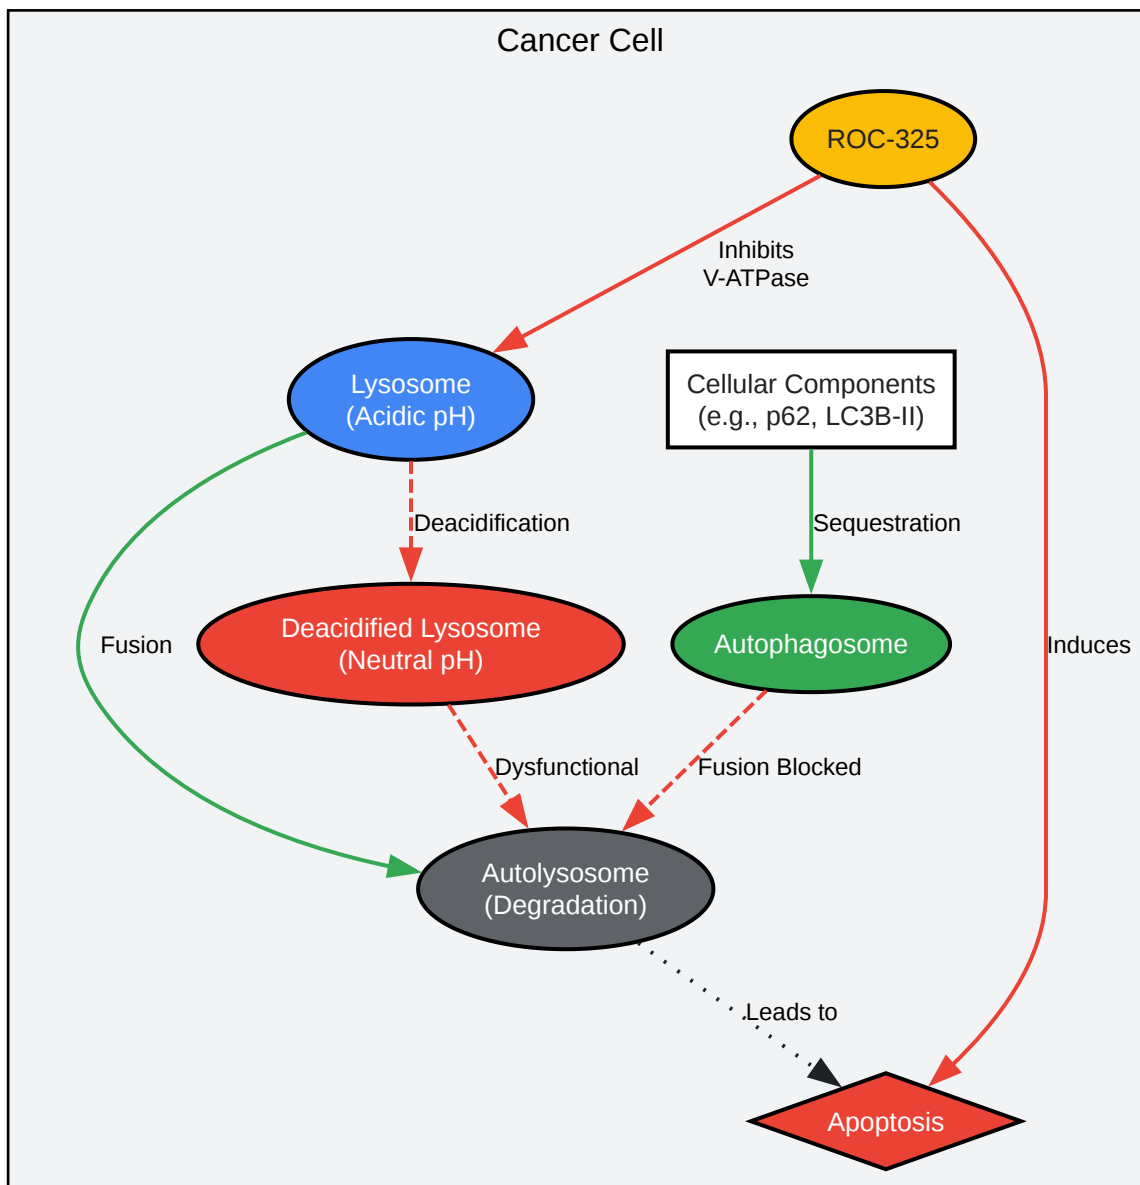 Cancer Cell
ROC-325
Inhibits
V-ATPase
Lysosome
(Acidic pH)
Cellular Components
(e.g., p62, LC3B-II)
Deacidification
Sequestration
Fusion
Deacidified Lysosome
(Neutral pH)
Autophagosome
Induces
Dysfunctional
Fusion Blocked
Autolysosome
(Degradation)
Leads to
Apoptosis